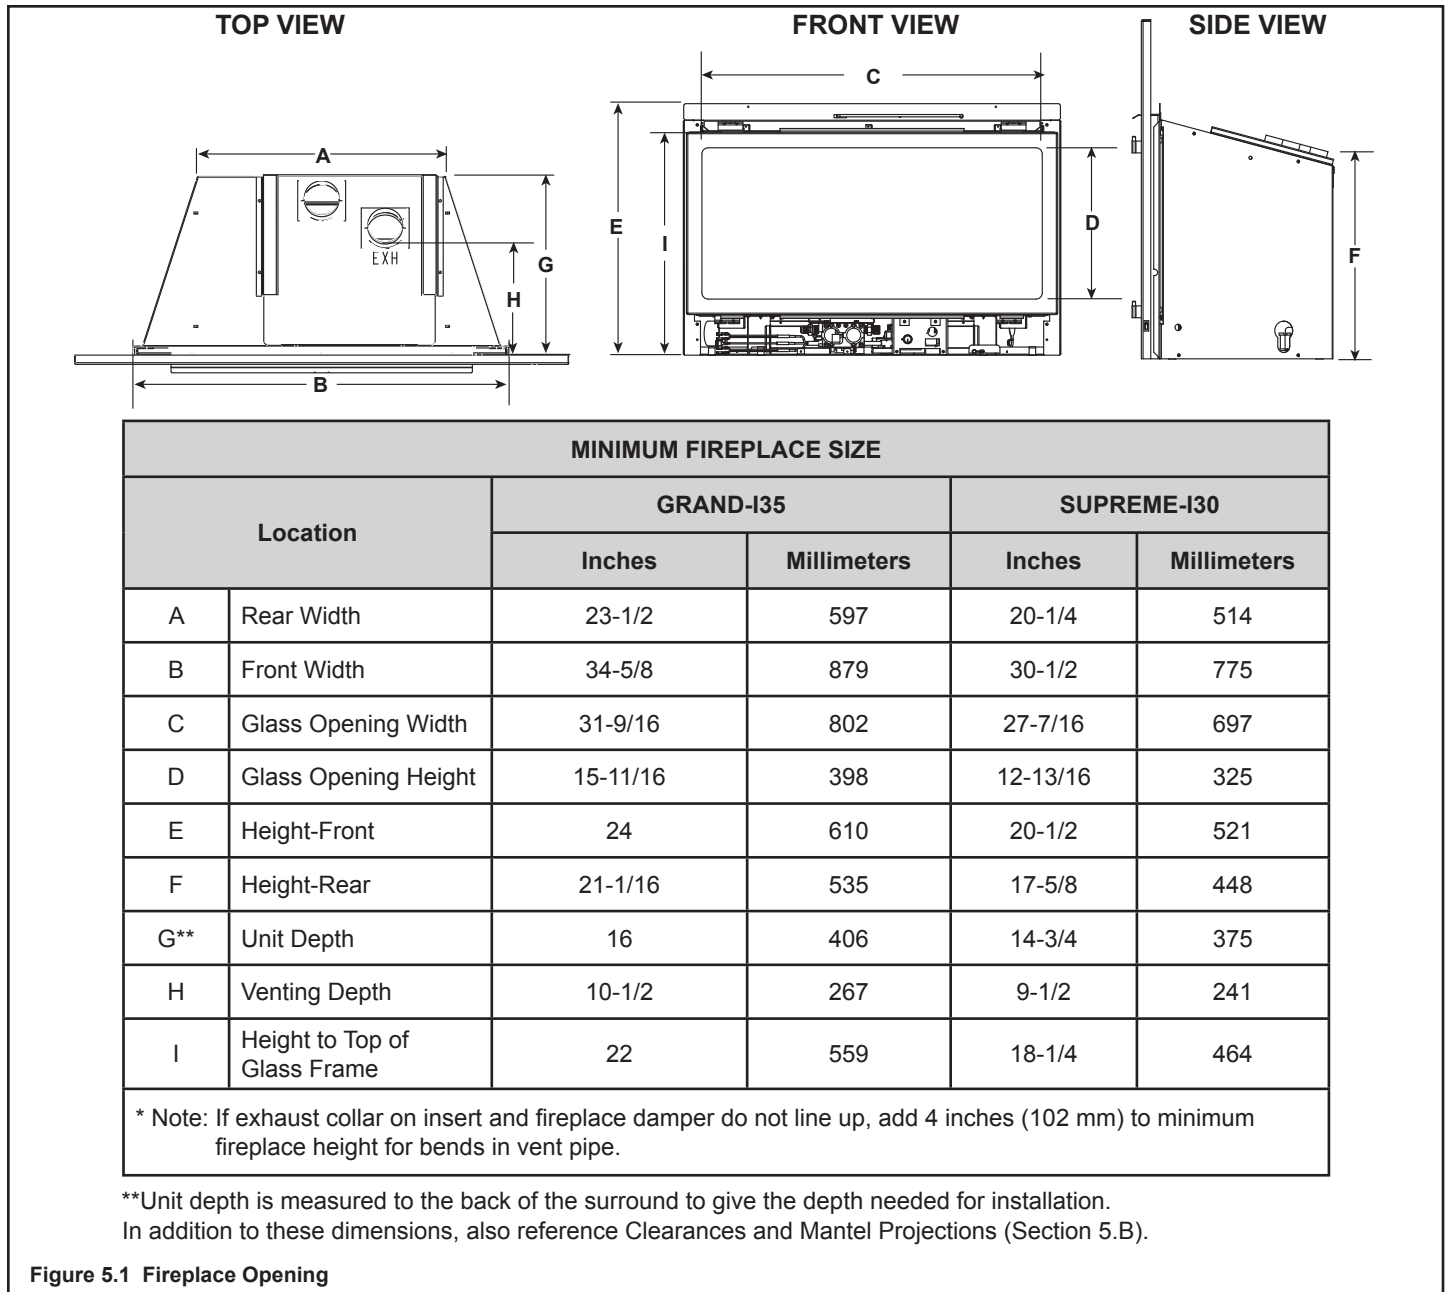 TOP VIEW
FRONT VIEW
SIDE VIEW
A
EXH
G
H
B
C
E
I
D
F
MINIMUM FIREPLACE SIZE
Location
GRAND-I35
SUPREME-I30
Inches
Millimeters
Inches
Millimeters
A Rear Width 23-1/2 597 20-1/4 514
B Front Width 34-5/8 879 30-1/2 775
C Glass Opening Width 31-9/16 802 27-7/16 697
D Glass Opening Height 15-11/16 398 12-13/16 325
E Height-Front 24 610 20-1/2 521
F Height-Rear 21-1/16 535 17-5/8 448
G** Unit Depth 16 406 14-3/4 375
H Venting Depth 10-1/2 267 9-1/2 241
I Height to Top of
Glass Frame 22 559 18-1/4 464
* Note: If exhaust collar on insert and fireplace damper do not line up, add 4 inches (102 mm) to minimum
fireplace height for bends in vent pipe.
**Unit depth is measured to the back of the surround to give the depth needed for installation.
In addition to these dimensions, also reference Clearances and Mantel Projections (Section 5.B).
Figure 5.1 Fireplace Opening